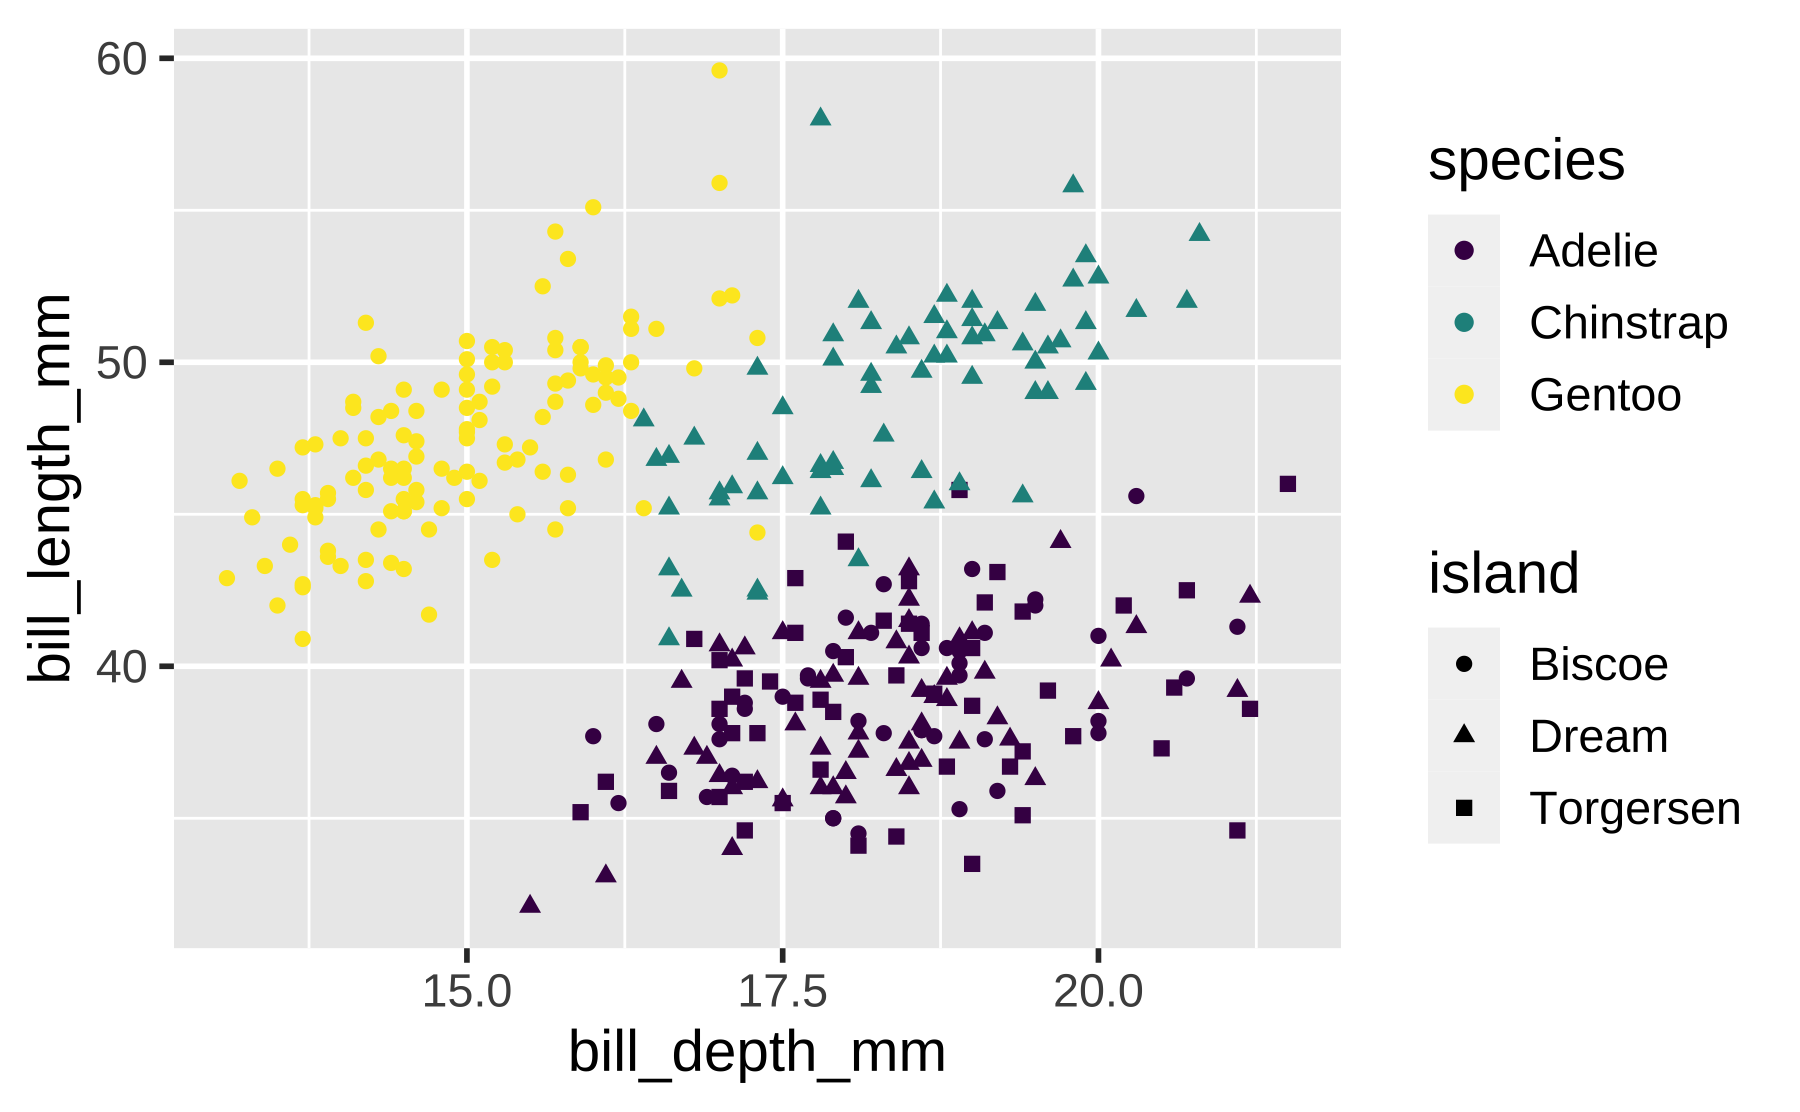 60
50
40
bill_length_mm
15.0 17.5 20.0
bill_depth_mm
species
Adelie
Chinstrap
Gentoo
island
Biscoe
Dream
Torgersen